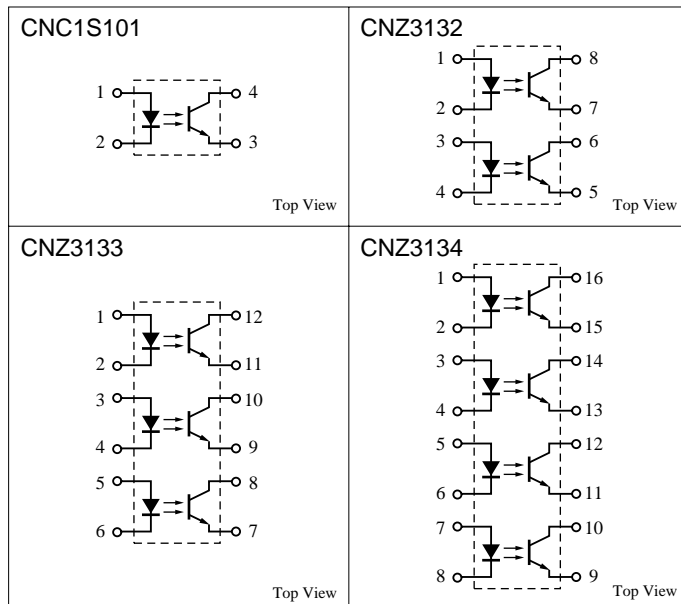 CNC1S101
1 4
2 3
Top View
CNZ3132
1 8
2 7
3 6
4 5
Top View
CNZ3133
1 12
2 11
3 10
4 9
5 8
6 7
Top View
CNZ3134
1 16
2 15
3 14
4 13
5 12
6 11
7 10
8 9
Top View